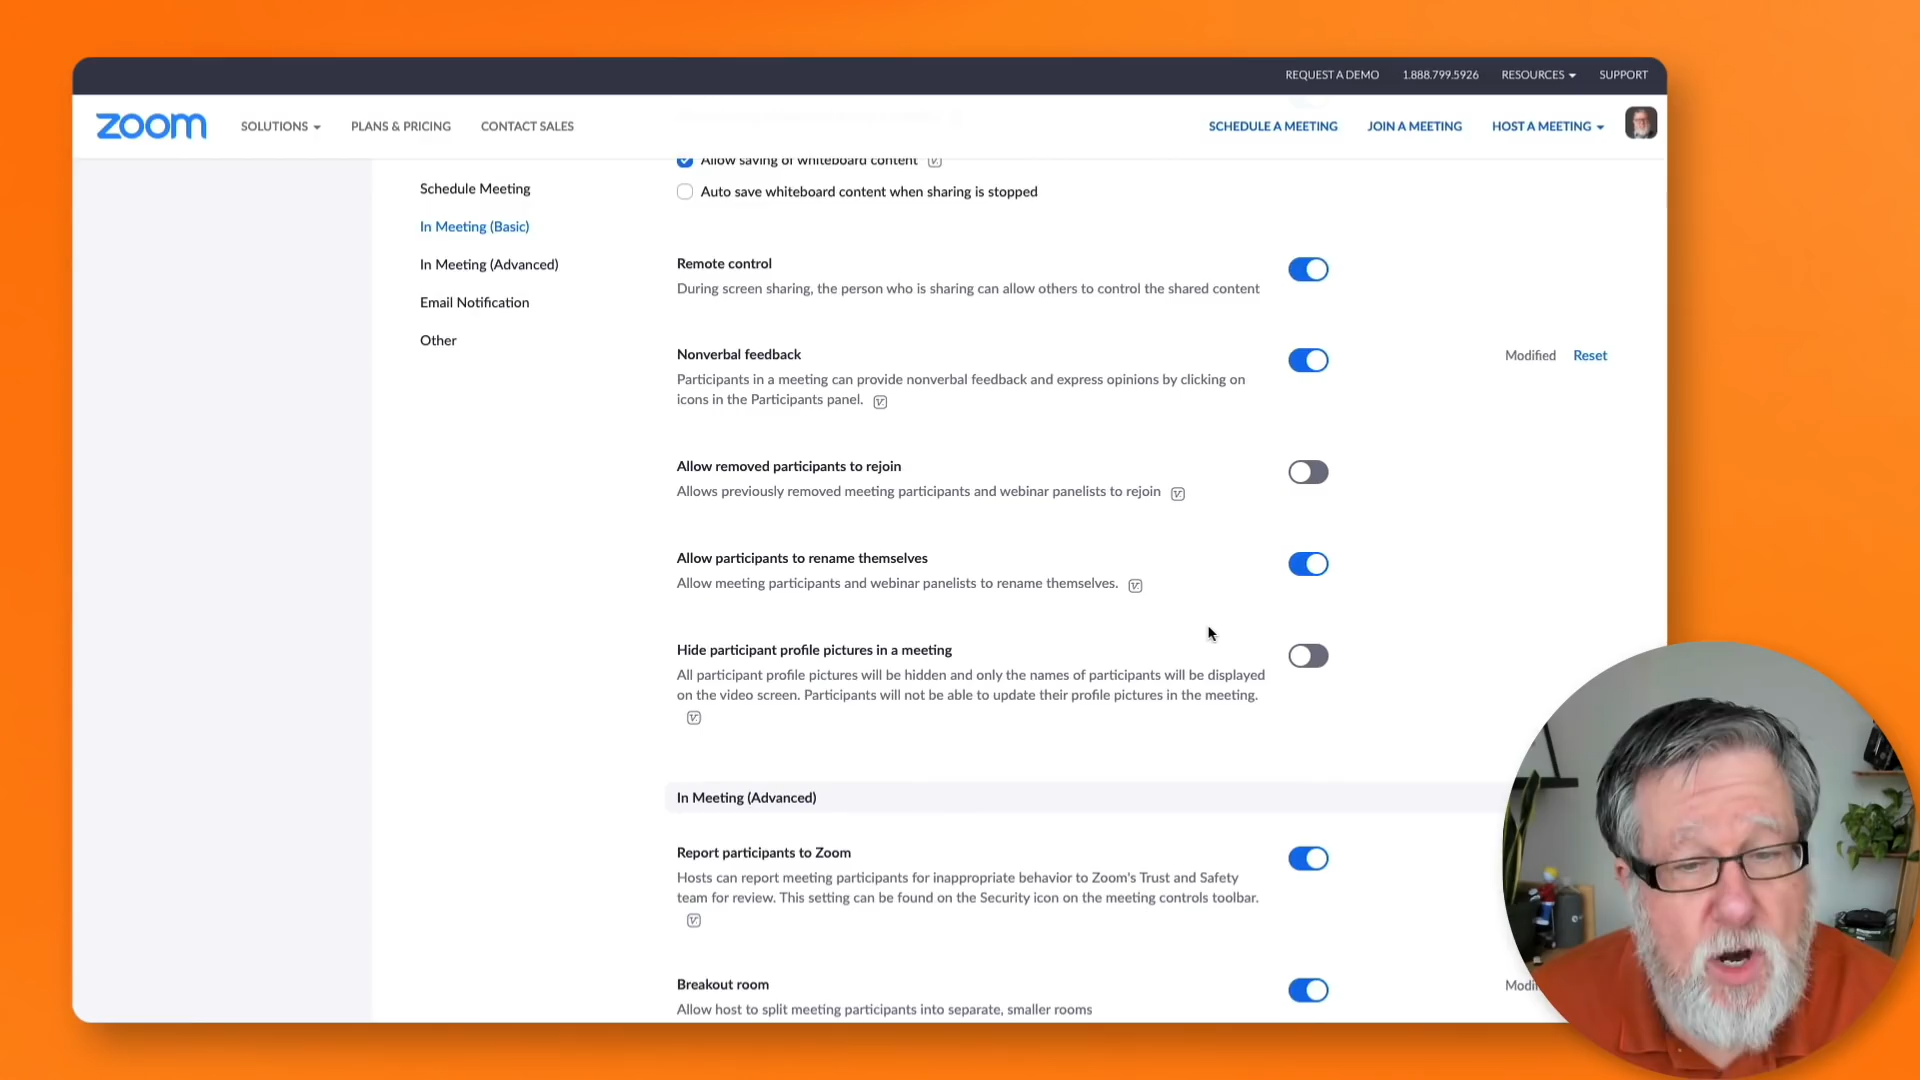 REQUEST A DEMO 1.888.799.5926 RESOURCES SUPPORT
zoom SOLUTIONS PLANS & PRICING CONTACT SALES SCHEDULE A MEETING JOIN A MEETING HOST A MEETING
Allow saving of whiteboard content
Auto save whiteboard content when sharing is stopped
Schedule Meeting
In Meeting (Basic)
In Meeting (Advanced)
Email Notification
Other
Remote control
During screen sharing, the person who is sharing can allow others to control the shared content
Nonverbal feedback
Modified Reset
Participants in a meeting can provide nonverbal feedback and express opinions by clicking on
icons in the Participants panel.
Allow removed participants to rejoin
Allows previously removed meeting participants and webinar panelists to rejoin
Allow participants to rename themselves
Allow meeting participants and webinar panelists to rename themselves.
Hide participant profile pictures in a meeting
All participant profile pictures will be hidden and only the names of participants will be displayed
on the video screen. Participants will not be able to update their profile pictures in the meeting.
In Meeting (Advanced)
Report participants to Zoom
Hosts can report meeting participants for inappropriate behavior to Zoom's Trust and Safety
team for review. This setting can be found on the Security icon on the meeting controls toolbar.
Breakout room
Allow host to split meeting participants into separate, smaller rooms